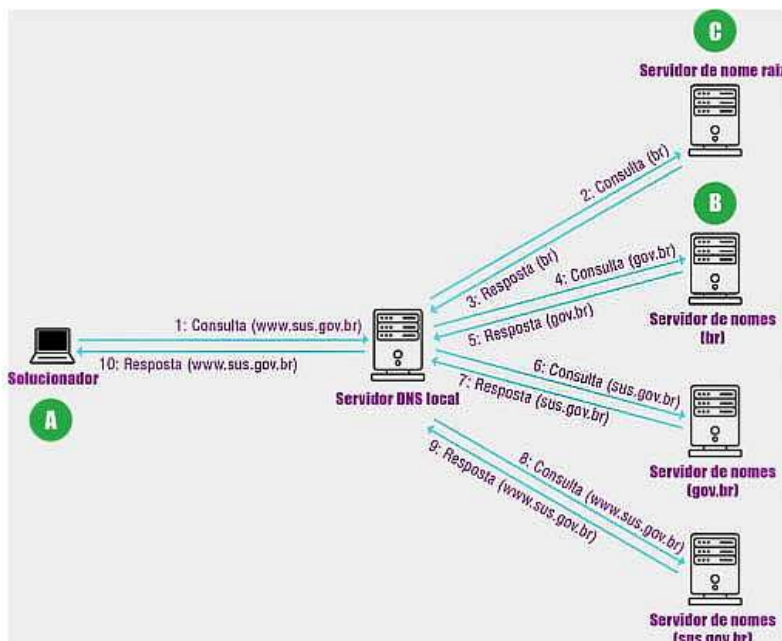 C
Servidor de nome raiz
2: Consulta (br)
3: Resposta (br)
B
4: Consulta (gov.br)
5: Resposta (gov.br)
Servidor de nomes
(br)
1: Consulta (www.sus.gov.br)
10: Resposta (www.sus.gov.br)
Solucionador
A
Servidor DNS local
6: Consulta (sus.gov.br)
7: Resposta (sus.gov.br)
Servidor de nomes
(gov.br)
8: Consulta (www.sus.gov.br)
9: Resposta (www.sus.gov.br)
Servidor de nomes
(sus.gov.br)